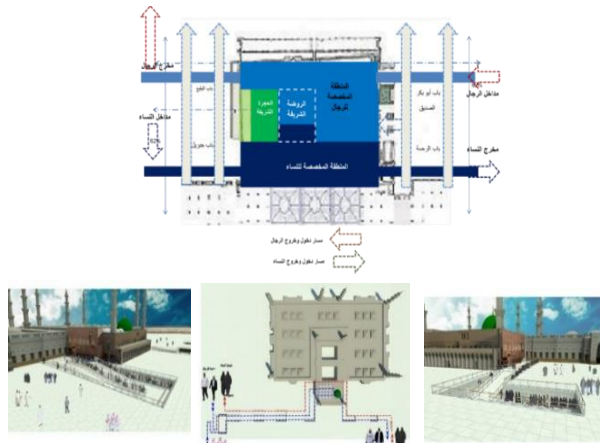 مخرج الرجال
مداخل الرجال
باب البقيع
باب أبو بكر
الصديق
المنطقة
المخصصة
للرجال
الروضة
الشريفة
الحجرة
الشريفة
مداخل النساء
مخرج النساء
باب جبريل
باب الرحمة
المنطقة المخصصة للنساء
مسار دخول وخروج الرجال
مسار دخول وخروج النساء